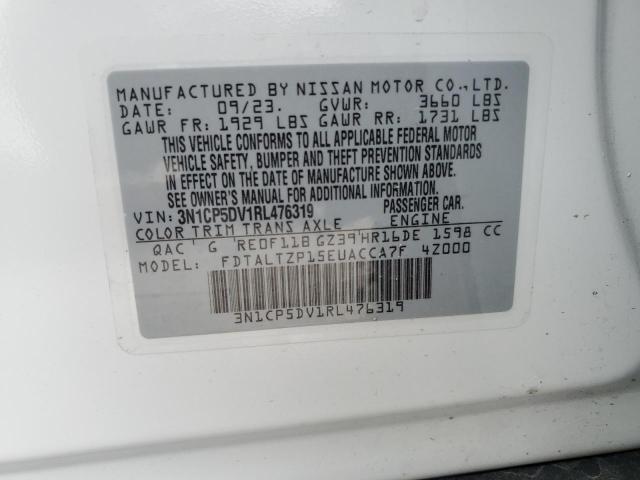 MANUFACTURED BY NISSAN MOTOR CO.,LTD.
DATE: 09/23. GVWR: 3660 LBS
GAWR FR: 1929 LBS GAWR RR: 1731 LBS
THIS VEHICLE CONFORMS TO ALL APPLICABLE FEDERAL MOTOR
VEHICLE SAFETY, BUMPER AND THEFT PREVENTION STANDARDS
IN EFFECT ON THE DATE OF MANUFACTURE SHOWN ABOVE.
SEE OWNER'S MANUAL FOR ADDITIONAL INFORMATION.
VIN: 3N1CP5DV1RL476319 PASSENGER CAR
COLOR TRIM TRANS AXLE ENGINE
QAC G RE0F11B GZ39 HR16DE 1598 CC
MODEL: FDTALTZP15EUACCA7F 4Z000
3N1CP5DV1RL476319